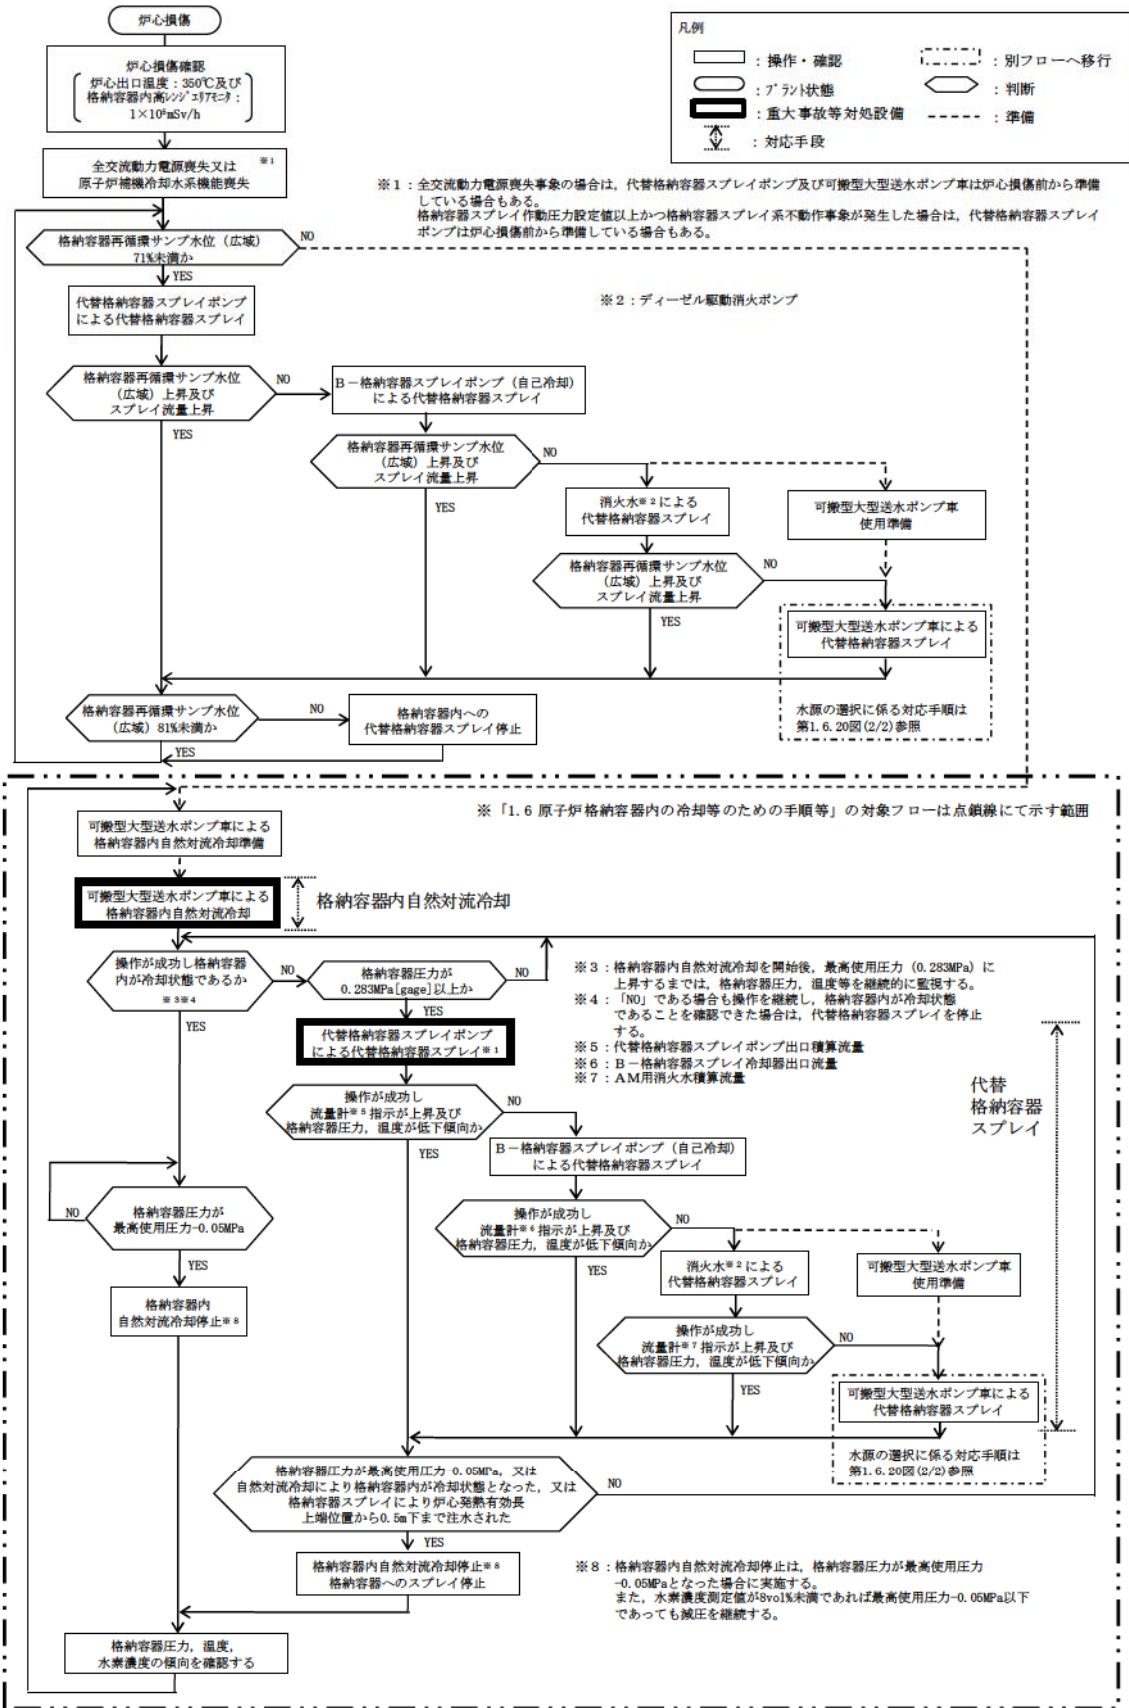 炉心損傷
炉心損傷確認
炉心出口温度：350℃及び
格納容器内高レンジエリアモニタ：
1×10⁵mSv/h
全交流動力電源喪失又は ※1
原子炉補機冷却水系機能喪失
凡例
：操作・確認
：プラント状態
：重大事故等対処設備
：対応手段
：別フローへ移行
：判断
：準備
※1：全交流動力電源喪失事象の場合は，代替格納容器スプレイポンプ及び可搬型大型送水ポンプ車は炉心損傷前から準備
している場合もある。
格納容器スプレイ作動圧力設定値以上かつ格納容器スプレイ系不動作事象が発生した場合は，代替格納容器スプレイ
ポンプは炉心損傷前から準備している場合もある。
格納容器再循環サンプ水位（広域）
71%未満か
NO
YES
代替格納容器スプレイポンプ
による代替格納容器スプレイ
※2：ディーゼル駆動消火ポンプ
格納容器再循環サンプ水位
（広域）上昇及び
スプレイ流量上昇
NO
YES
B－格納容器スプレイポンプ（自己冷却）
による代替格納容器スプレイ
格納容器再循環サンプ水位
（広域）上昇及び
スプレイ流量上昇
NO
YES
消火水※2による
代替格納容器スプレイ
可搬型大型送水ポンプ車
使用準備
格納容器再循環サンプ水位
（広域）上昇及び
スプレイ流量上昇
NO
YES
可搬型大型送水ポンプ車による
代替格納容器スプレイ
水源の選択に係る対応手順は
第1.6.20図(2/2)参照
格納容器再循環サンプ水位
（広域）81%未満か
NO
YES
格納容器内への
代替格納容器スプレイ停止
※「1.6 原子炉格納容器内の冷却等のための手順等」の対象フローは点鎖線にて示す範囲
可搬型大型送水ポンプ車による
格納容器内自然対流冷却準備
可搬型大型送水ポンプ車による
格納容器内自然対流冷却
格納容器内自然対流冷却
操作が成功し格納容器
内が冷却状態であるか
※3※4
NO
YES
格納容器圧力が
0.283MPa[gage]以上か
NO
YES
※3：格納容器内自然対流冷却を開始後，最高使用圧力（0.283MPa）に
上昇するまでは，格納容器圧力，温度等を継続的に監視する。
※4：「NO」である場合も操作を継続し，格納容器内が冷却状態
であることを確認できた場合は，代替格納容器スプレイを停止
する。
※5：代替格納容器スプレイポンプ出口積算流量
※6：B－格納容器スプレイ冷却器出口流量
※7：AM用消火水積算流量
代替格納容器スプレイポンプ
による代替格納容器スプレイ※1
代替
格納容器
スプレイ
操作が成功し
流量計※5指示が上昇及び
格納容器圧力，温度が低下傾向か
NO
YES
B－格納容器スプレイポンプ（自己冷却）
による代替格納容器スプレイ
操作が成功し
流量計※6指示が上昇及び
格納容器圧力，温度が低下傾向か
NO
YES
格納容器圧力が
最高使用圧力-0.05MPa
NO
YES
消火水※2による
代替格納容器スプレイ
可搬型大型送水ポンプ車
使用準備
格納容器内
自然対流冷却停止※8
操作が成功し
流量計※7指示が上昇及び
格納容器圧力，温度が低下傾向か
NO
YES
可搬型大型送水ポンプ車による
代替格納容器スプレイ
水源の選択に係る対応手順は
第1.6.20図(2/2)参照
格納容器圧力が最高使用圧力-0.05MPa，又は
自然対流冷却により格納容器内が冷却状態となった，又は
格納容器スプレイにより炉心発熱有効長
上端位置から0.5m下まで注水された
NO
YES
格納容器内自然対流冷却停止※8
格納容器へのスプレイ停止
※8：格納容器内自然対流冷却停止は，格納容器圧力が最高使用圧力
-0.05MPaとなった場合に実施する。
また，水素濃度測定値が8vol%未満であれば最高使用圧力-0.05MPa以下
であっても減圧を継続する。
格納容器圧力，温度，
水素濃度の傾向を確認する